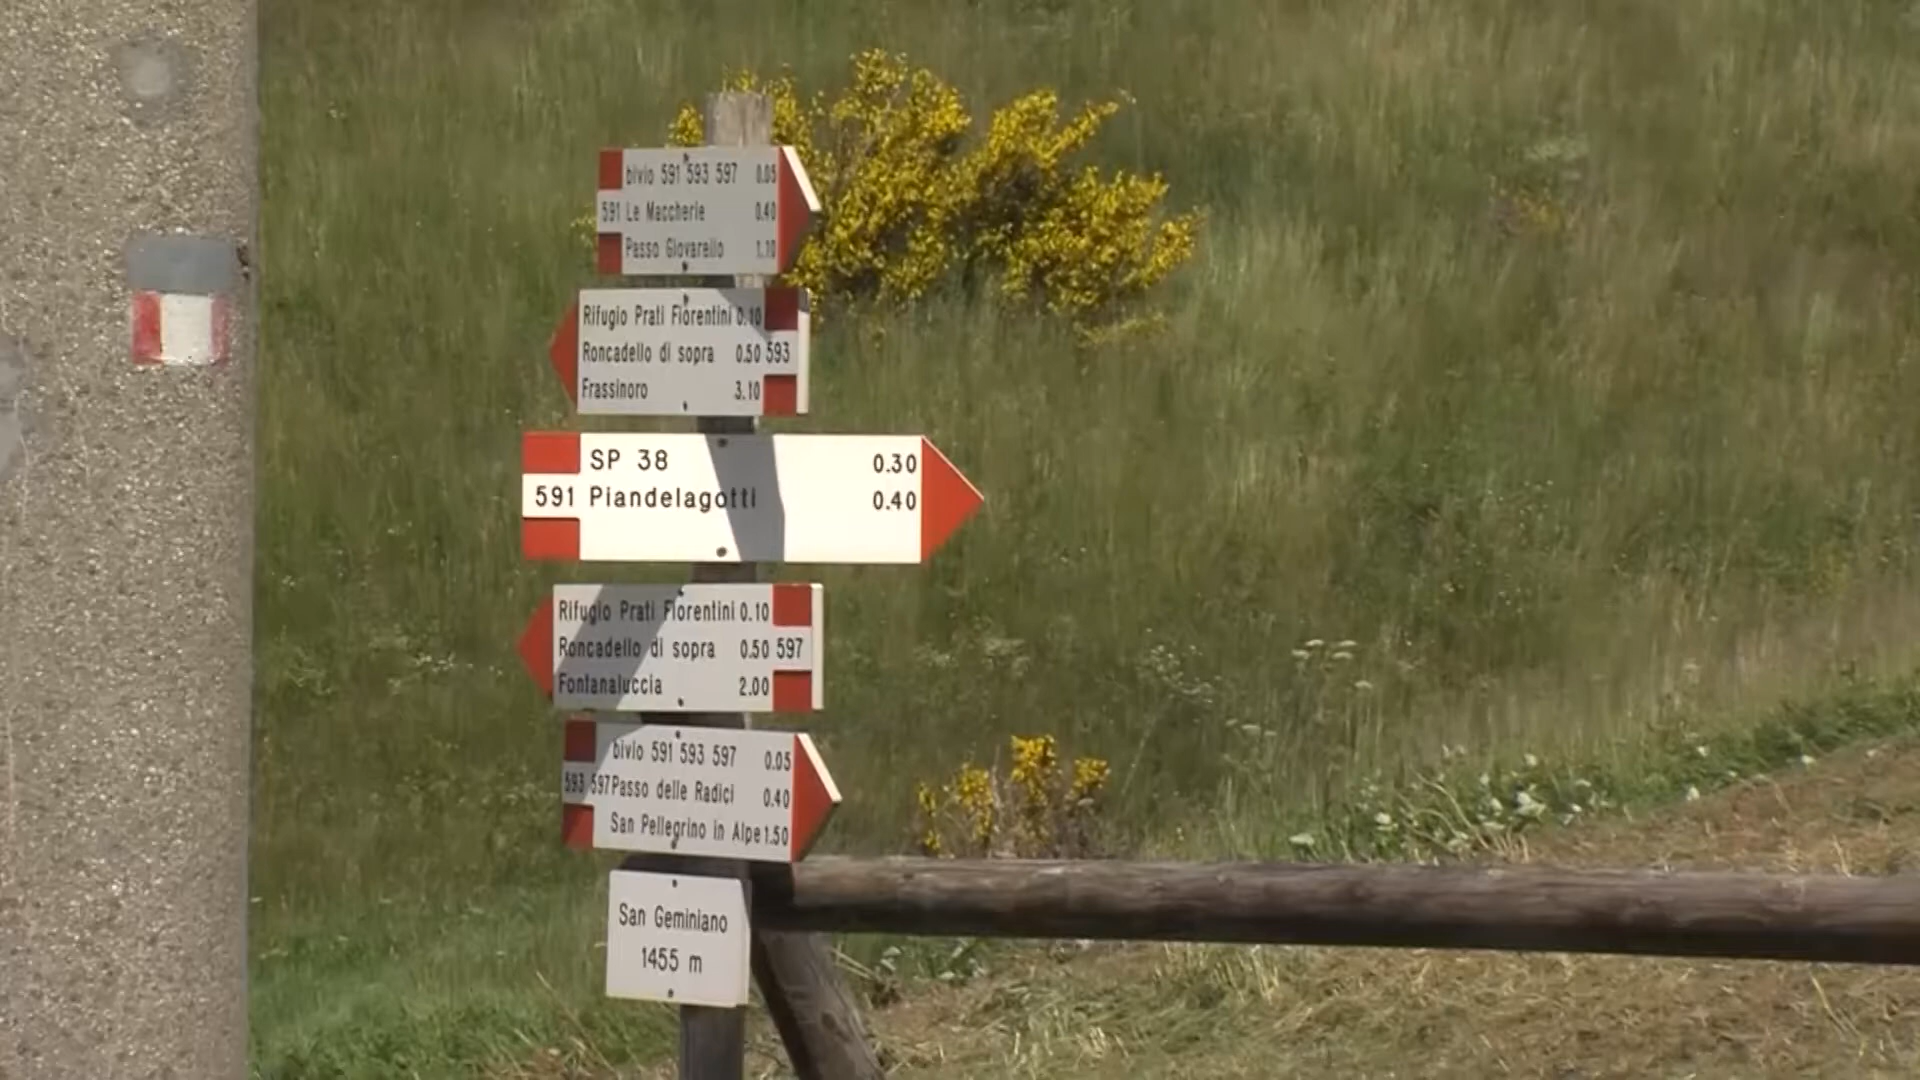 bivio 591 593 597 0.05
591 Le Maccherie 0.40
Passo Giovarello 1.10
Rifugio Prati Fiorentini 0.10
Roncadello di sopra 0.50 593
Frassinoro 3.10
SP 38 0.30
591 Piandelagotti 0.40
Rifugio Prati Fiorentini 0.10
Roncadello di sopra 0.50 597
Fontanaluccia 2.00
bivio 591 593 597 0.05
593 597 Passo delle Radici 0.40
San Pellegrino in Alpe 1.50
San Geminiano
1455 m